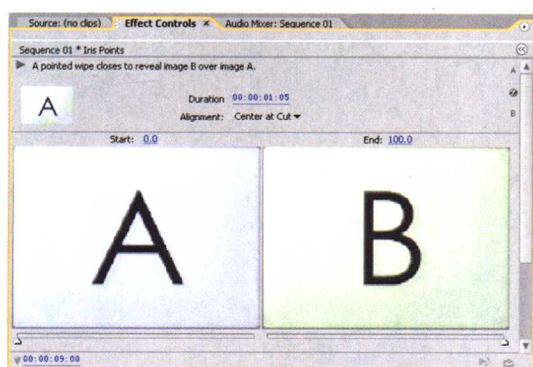 Source: (no clips) Effect Controls × Audio Mixer: Sequence 01
Sequence 01 * Iris Points
A pointed wipe closes to reveal image B over image A.
A
A
Duration 00:00:01:05
Alignment: Center at Cut
B
Start: 0.0 End: 100.0
A B
00:00:09:00